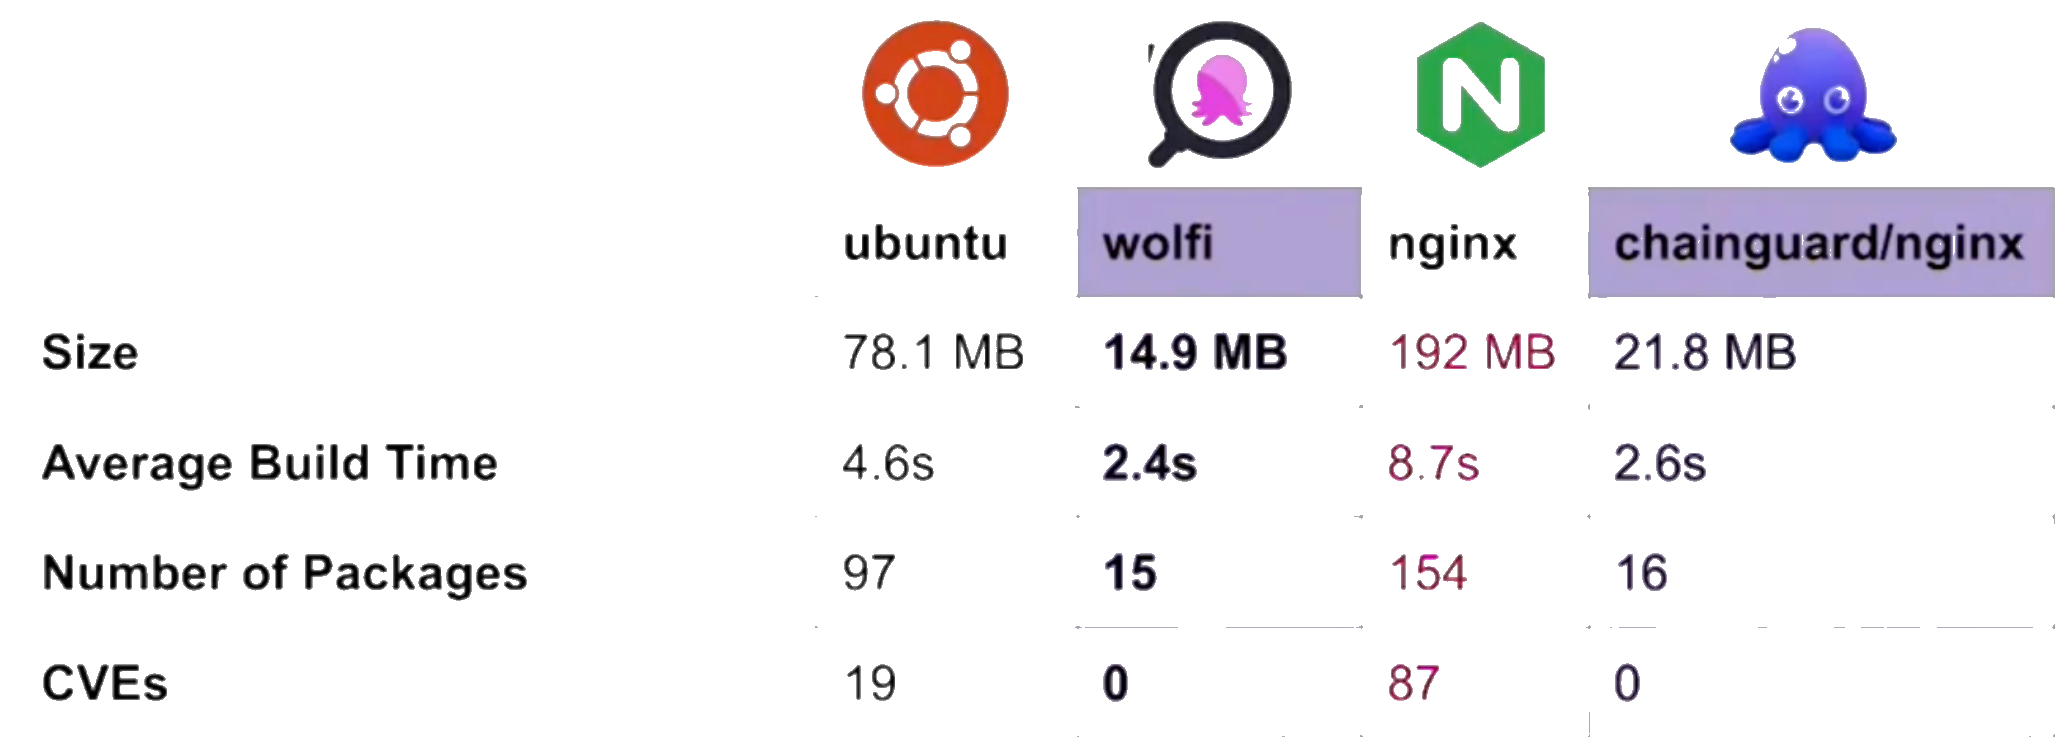 ubuntu wolfi nginx chainguard/nginx
Size 78.1 MB 14.9 MB 192 MB 21.8 MB
Average Build Time 4.6s 2.4s 8.7s 2.6s
Number of Packages 97 15 154 16
CVEs 19 0 87 0